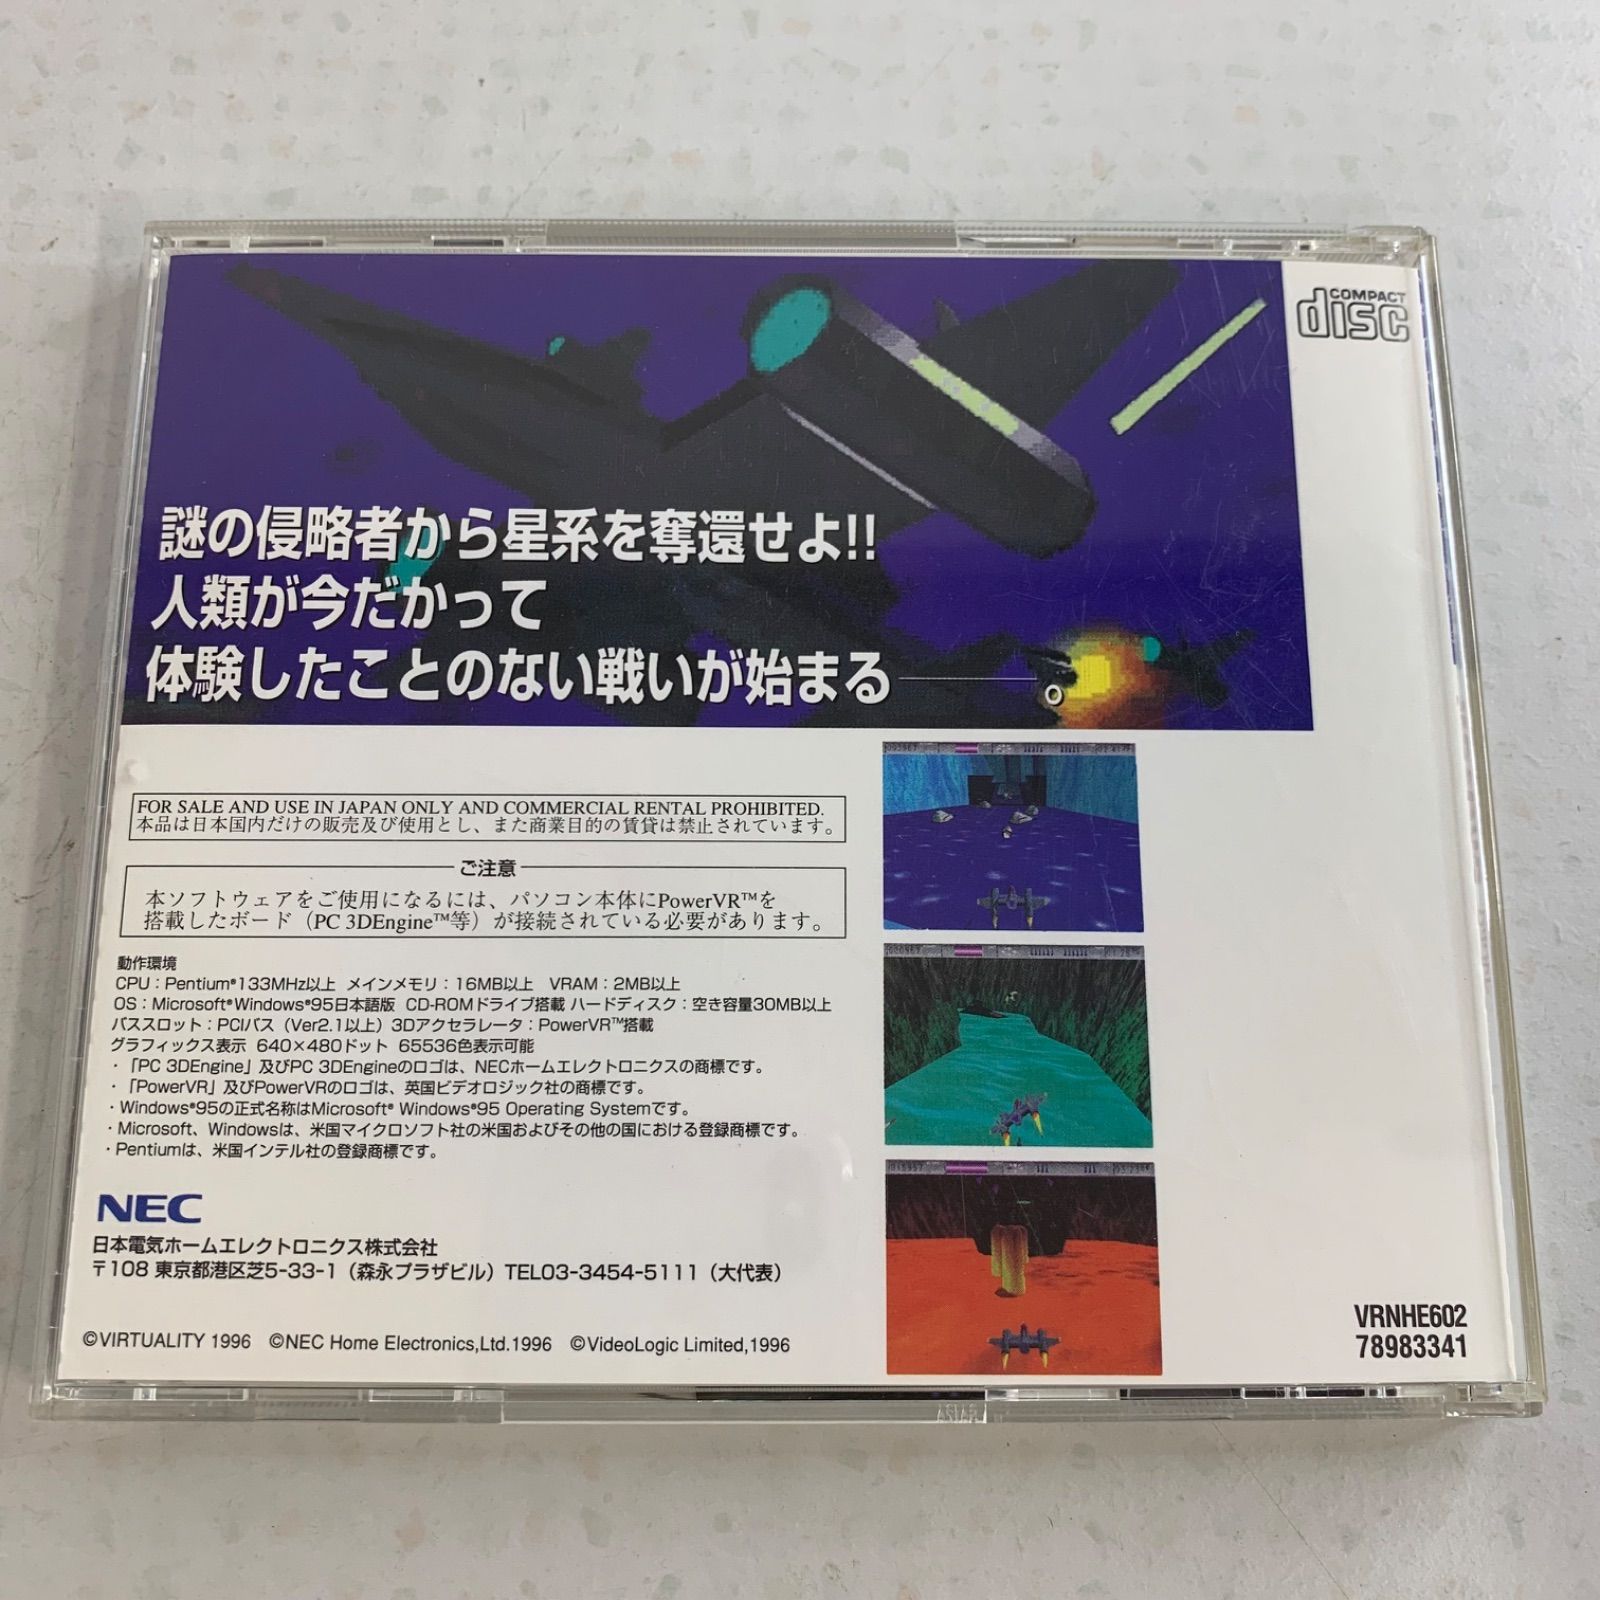 COMPACT
disc
謎の侵略者から星系を奪還せよ!!
人類が今だかって
体験したことのない戦いが始まる
FOR SALE AND USE IN JAPAN ONLY AND COMMERCIAL RENTAL PROHIBITED.
本品は日本国内だけの販売及び使用とし、また商業目的の賃貸は禁止されています。
ご注意
本ソフトウェアをご使用になるには、パソコン本体にPowerVR™を
搭載したボード（PC 3DEngine™等）が接続されている必要があります。
動作環境
CPU：Pentium®133MHz以上 メインメモリ：16MB以上 VRAM：2MB以上
OS：Microsoft®Windows®95日本語版 CD-ROMドライブ搭載 ハードディスク：空き容量30MB以上
バススロット：PCIバス（Ver2.1以上）3Dアクセラレータ：PowerVR™搭載
グラフィックス表示 640×480ドット 65536色表示可能
・「PC 3DEngine」及びPC 3DEngineのロゴは、NECホームエレクトロニクスの商標です。
・「PowerVR」及びPowerVRのロゴは、英国ビデオロジック社の商標です。
・Windows®95の正式名称はMicrosoft® Windows®95 Operating Systemです。
・Microsoft、Windowsは、米国マイクロソフト社の米国およびその他の国における登録商標です。
・Pentiumは、米国インテル社の登録商標です。
NEC
日本電気ホームエレクトロニクス株式会社
〒108 東京都港区芝5-33-1（森永プラザビル）TEL03-3454-5111（大代表）
©VIRTUALITY 1996 ©NEC Home Electronics,Ltd.1996 ©VideoLogic Limited,1996
VRNHE602
78983341